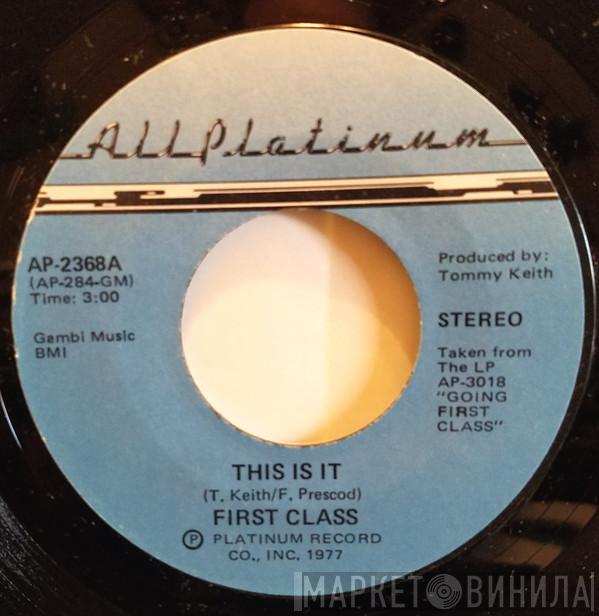 AllPlatinum
AP-2368A
(AP-284-GM)
Time: 3:00
Gambi Music
BMI
Produced by:
Tommy Keith
STEREO
Taken from
The LP
AP-3018
"GOING
FIRST
CLASS"
THIS IS IT
(T. Keith/F. Prescod)
FIRST CLASS
Ⓟ PLATINUM RECORD
CO., INC. 1977
МАРКЕТ ВИНИЛА